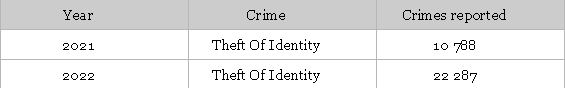 Year Crime Crimes reported
2021 Theft Of Identity 10 788
2022 Theft Of Identity 22 287